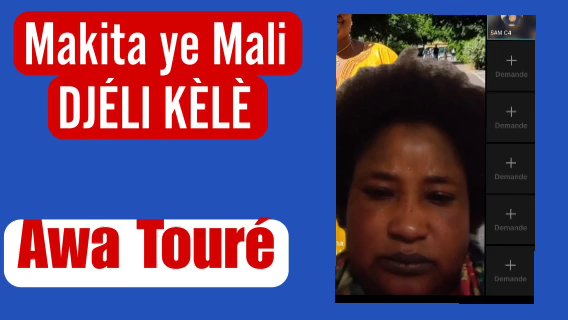 Makita ye Mali
DJÉLI KÈLÈ
SAM C4
Demande
Demande
Demande
Demande
Demande
Awa Touré